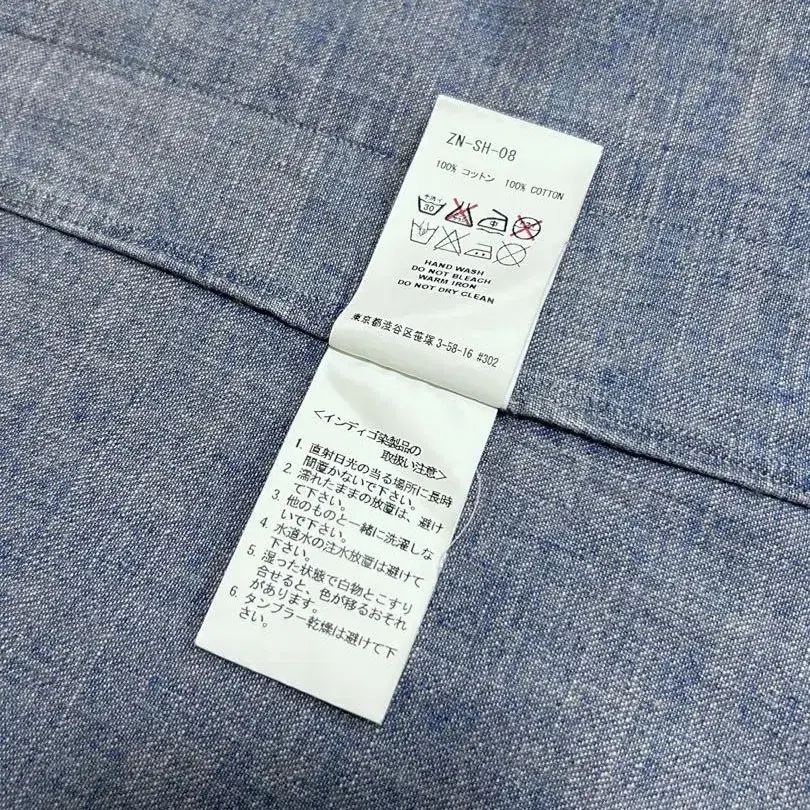 ZN-SH-08
100% コットン 100% COTTON
手洗イ
30
中
HAND WASH
DO NOT BLEACH
WARM IRON
DO NOT DRY CLEAN
東京都渋谷区笹塚3-58-16 #302
<インディゴ染製品の
取扱い注意>
1. 直射日光の当る場所に長時
間置かないで下さい。
2. 濡れたままの放置は、避け
て下さい。
3. 他のものと一緒に洗濯しな
いで下さい。
4. 水道水の注水放置は避けて
下さい。
5. 湿った状態で白物とこすり
合せると、色が移るおそれ
があります。
6. タンブラー乾燥は避けて下
さい。